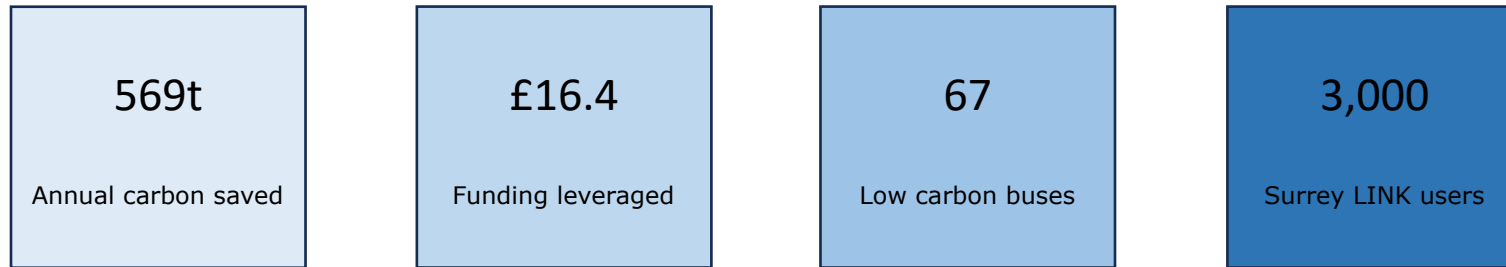 569t
Annual carbon saved
£16.4
Funding leveraged
67
Low carbon buses
3,000
Surrey LINK users